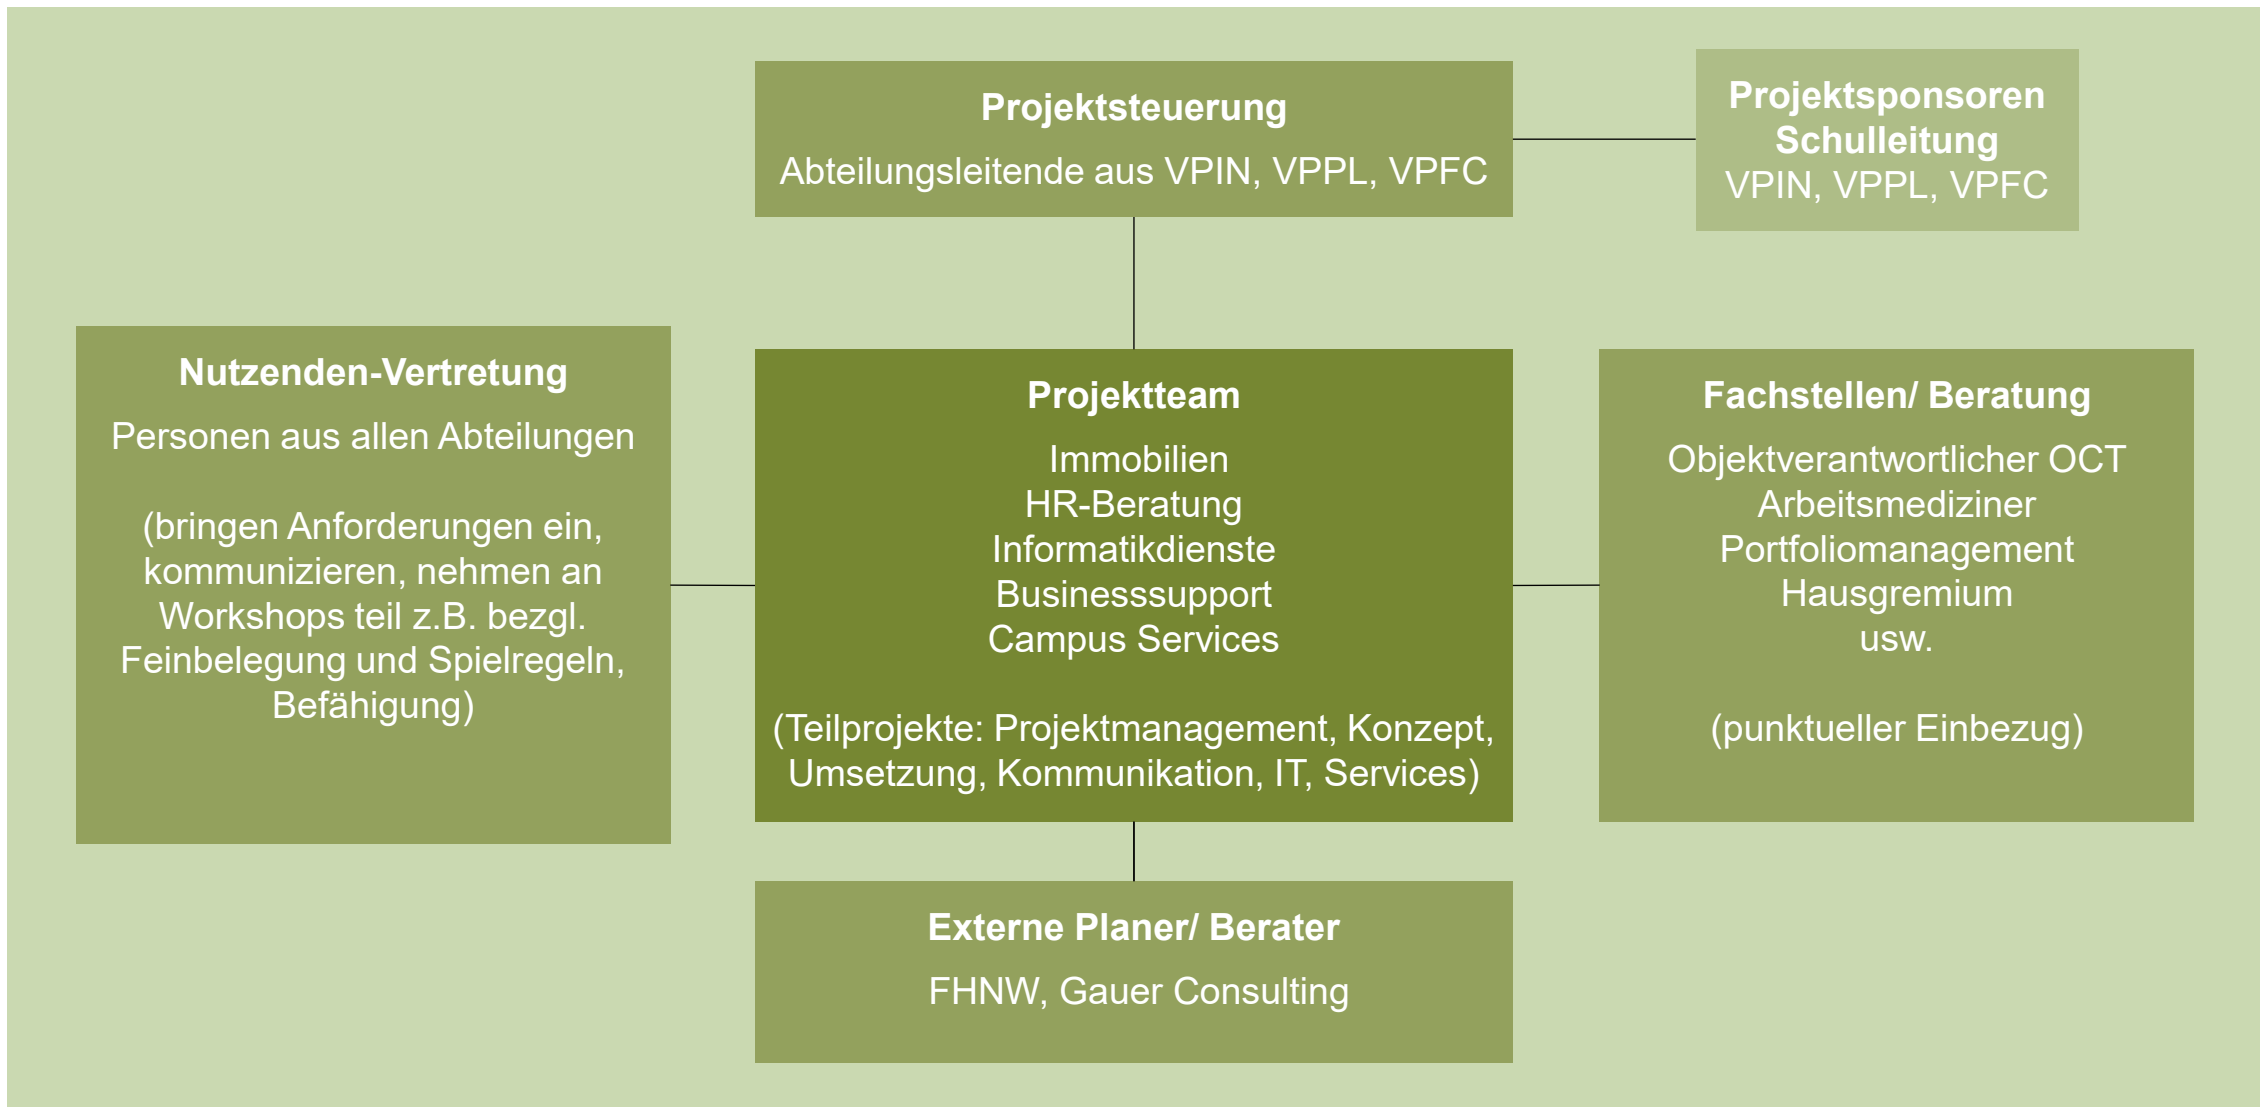 Projektsteuerung
Abteilungsleitende aus VPIN, VPPL, VPFC
Projektsponsoren
Schulleitung
VPIN, VPPL, VPFC
Nutzenden-Vertretung
Personen aus allen Abteilungen
(bringen Anforderungen ein,
kommunizieren, nehmen an
Workshops teil z.B. bezgl.
Feinbelegung und Spielregeln,
Befähigung)
Projektteam
Immobilien
HR-Beratung
Informatikdienste
Businesssupport
Campus Services
(Teilprojekte: Projektmanagement, Konzept,
Umsetzung, Kommunikation, IT, Services)
Fachstellen/ Beratung
Objektverantwortlicher OCT
Arbeitsmediziner
Portfoliomanagement
Hausgremium
usw.
(punktueller Einbezug)
Externe Planer/ Berater
FHNW, Gauer Consulting